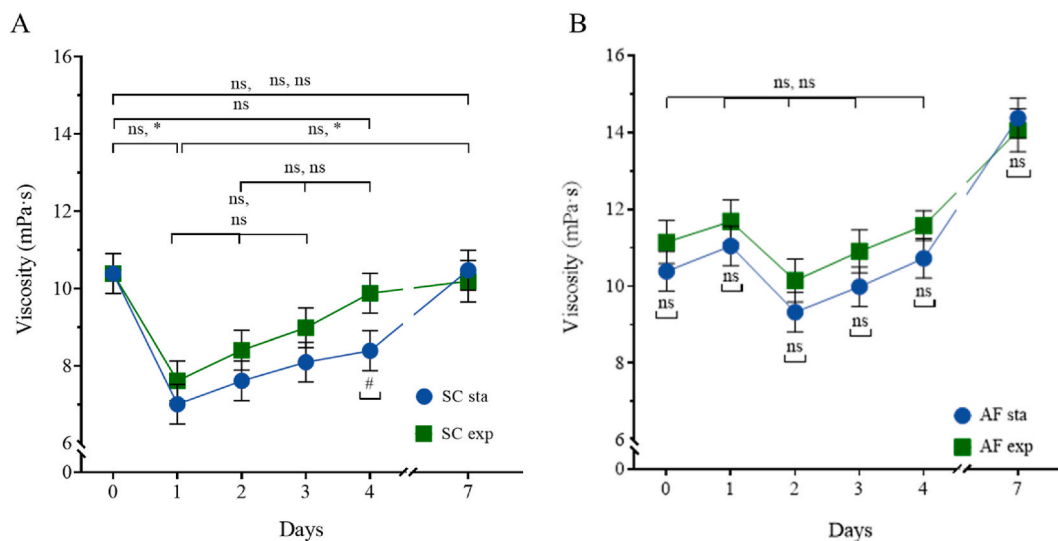 A
16
14
12
10
8
6
0
Viscosity (mPa·s)
ns, ns, ns
ns
ns, *
ns, *
ns, ns
ns,
ns
#
SC sta
SC exp
0 1 2 3 4 7
Days
B
16
14
12
10
8
6
0
Viscosity (mPa·s)
ns, ns
ns
ns
ns
ns
ns
ns
AF sta
AF exp
0 1 2 3 4 7
Days